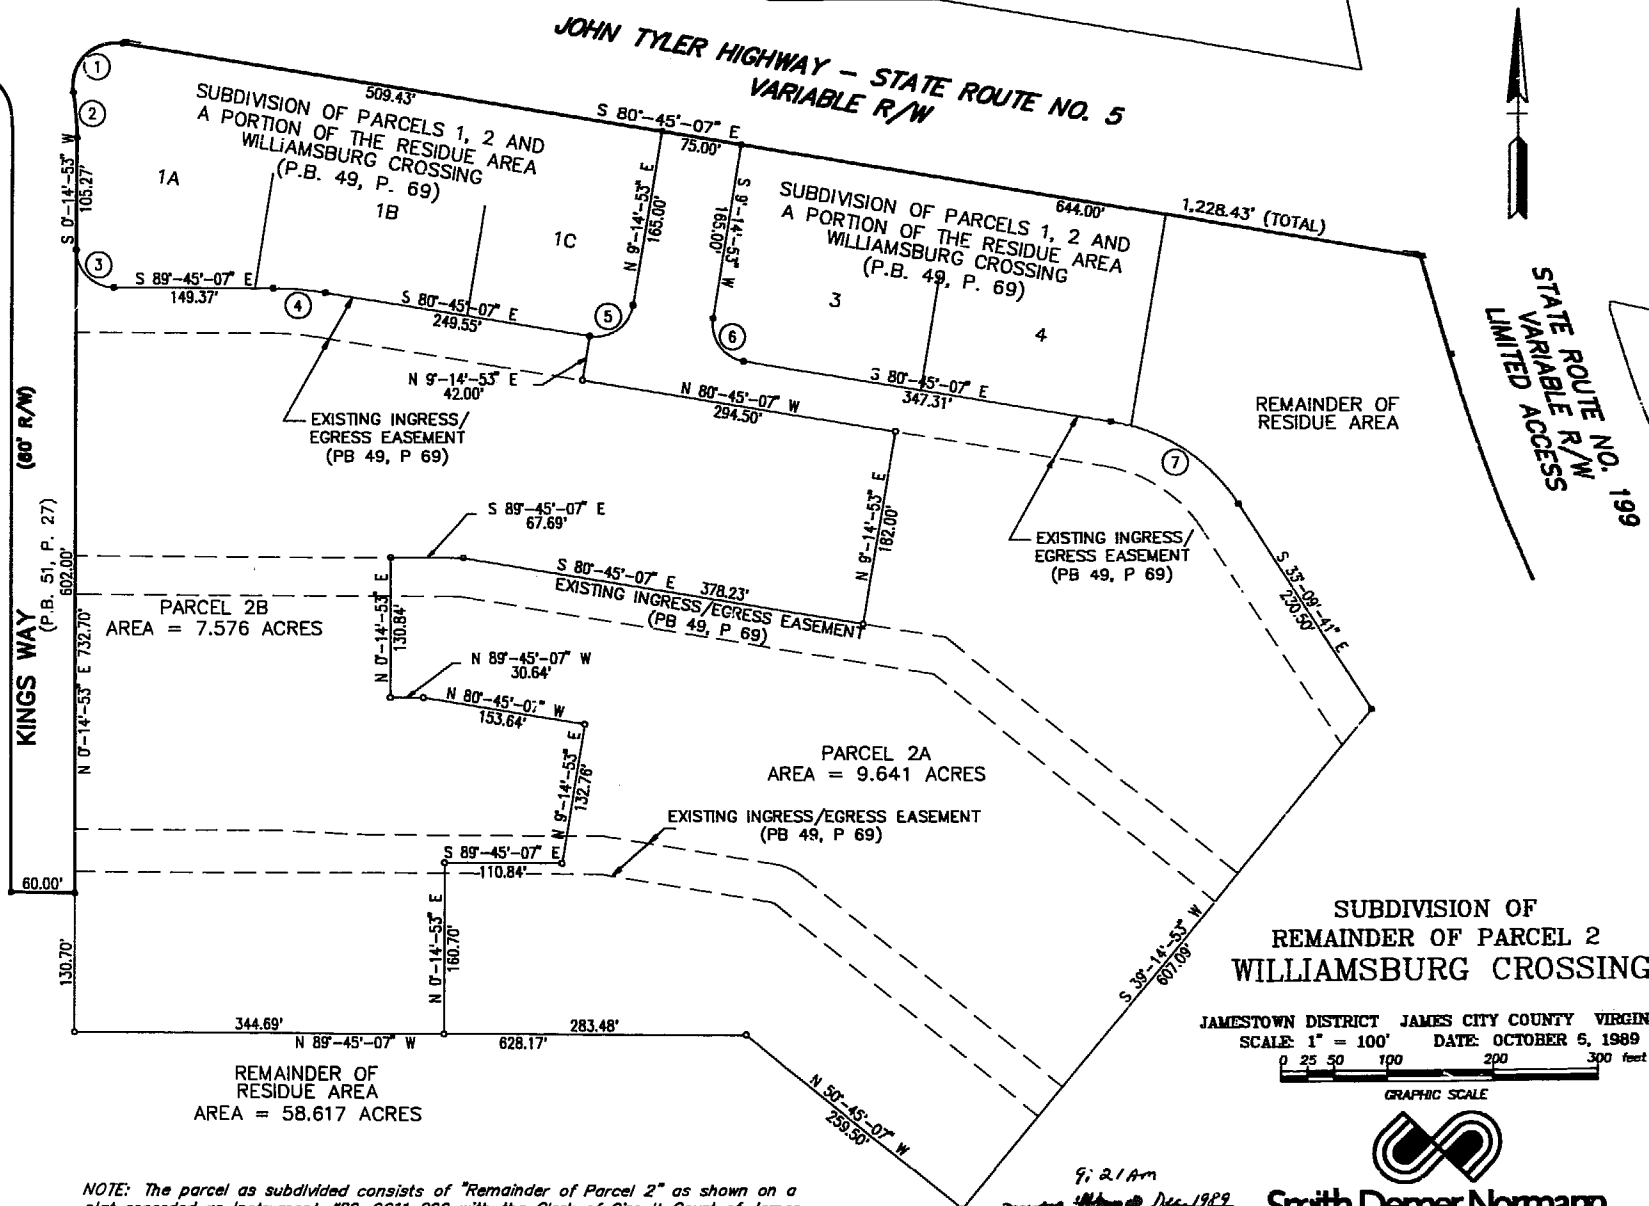 JOHN TYLER HIGHWAY - STATE ROUTE NO. 5
VARIABLE R/W
1
2
509.43'
S 80°-45'-07" E
75.00'
SUBDIVISION OF PARCELS 1, 2 AND
A PORTION OF THE RESIDUE AREA
WILLIAMSBURG CROSSING
(P.B. 49, P. 69)
1A
1B
1C
S 0°-14'-53" W
105.27'
N 9°-14'-53" E
165.00'
S 9°-14'-53" W
165.00'
SUBDIVISION OF PARCELS 1, 2 AND
A PORTION OF THE RESIDUE AREA
WILLIAMSBURG CROSSING
(P.B. 49, P. 69)
644.00'
1,228.43' (TOTAL)
3
4
3
S 89°-45'-07" E
149.37'
4
S 80°-45'-07" E
249.55'
5
6
STATE ROUTE NO. 199
VARIABLE R/W
LIMITED ACCESS
N 9°-14'-53" E
42.00'
N 80°-45'-07" W
294.50'
S 80°-45'-07" E
347.31'
REMAINDER OF
RESIDUE AREA
7
EXISTING INGRESS/
EGRESS EASEMENT
(PB 49, P 69)
KINGS WAY
(60' R/W)
(P.B. 51, P. 27)
602.00'
N 0°-14'-53" E 732.70'
S 89°-45'-07" E
67.69'
N 9°-14'-53" E
182.00'
EXISTING INGRESS/
EGRESS EASEMENT
(PB 49, P 69)
S 33°-09'-41" E
230.50'
S 80°-45'-07" E 378.23'
EXISTING INGRESS/EGRESS EASEMENT
(PB 49, P 69)
PARCEL 2B
AREA = 7.576 ACRES
N 0°-14'-53" E
130.84'
N 89°-45'-07" W
30.64'
N 80°-45'-07" W
153.64'
N 9°-14'-53" E
132.76'
PARCEL 2A
AREA = 9.641 ACRES
EXISTING INGRESS/EGRESS EASEMENT
(PB 49, P 69)
S 89°-45'-07" E
110.84'
60.00'
130.70'
N 0°-14'-53" E
160.70'
S 39°-14'-53" W
607.09'
344.69'
283.48'
N 89°-45'-07" W 628.17'
REMAINDER OF
RESIDUE AREA
AREA = 58.617 ACRES
N 50°-45'-07" W
259.50'
SUBDIVISION OF
REMAINDER OF PARCEL 2
WILLIAMSBURG CROSSING
JAMESTOWN DISTRICT JAMES CITY COUNTY VIRGIN
SCALE: 1" = 100' DATE: OCTOBER 5, 1989
0 25 50 100 200 300 feet
GRAPHIC SCALE
9:21 Am
Dec. 1989
Smith Demer Normann
NOTE: The parcel as subdivided consists of "Remainder of Parcel 2" as shown on a